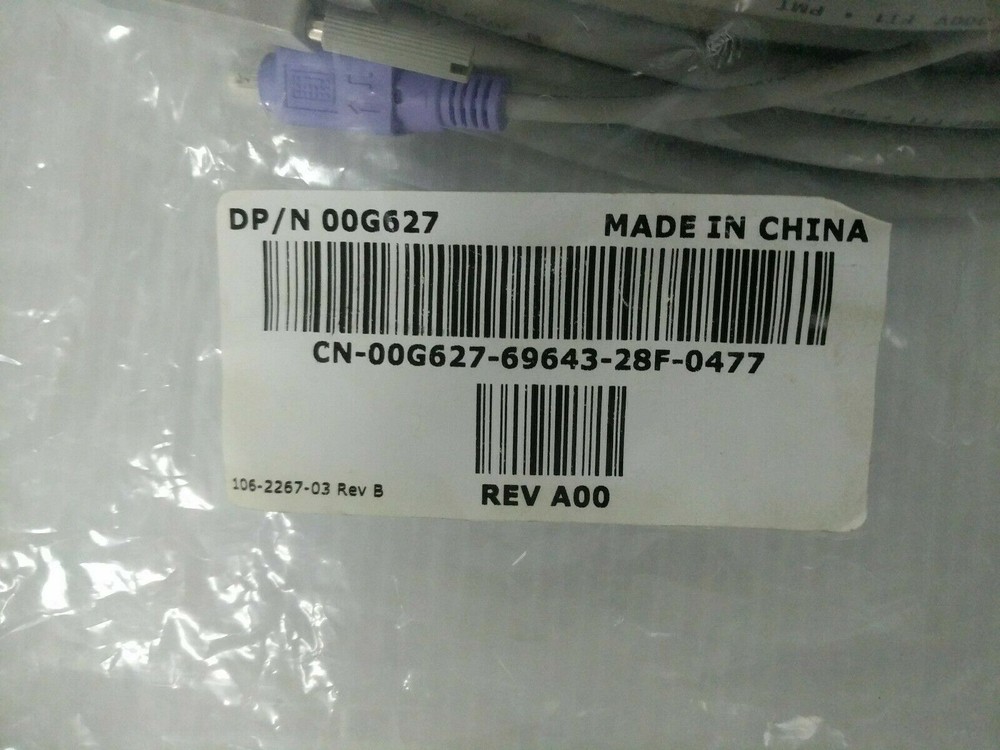 DP/N 00G627 MADE IN CHINA
CN-00G627-69643-28F-0477
106-2267-03 Rev B
REV A00